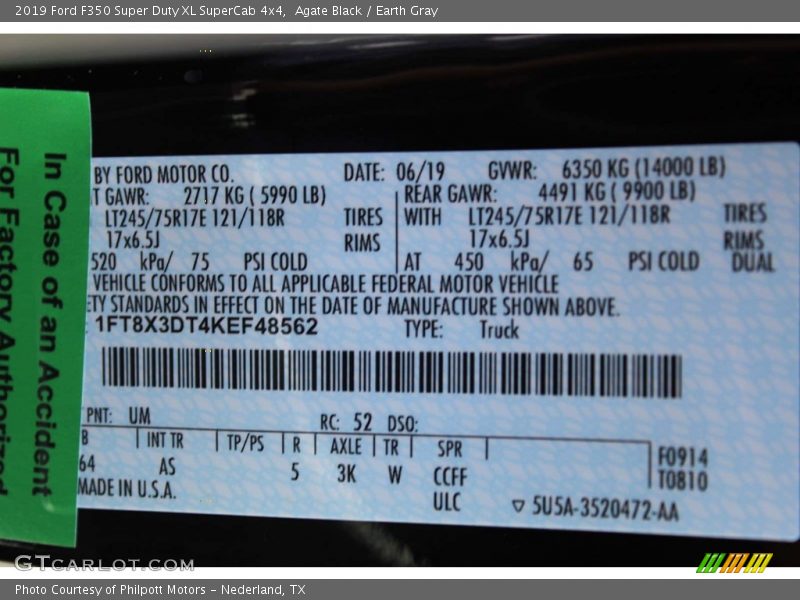 2019 Ford F350 Super Duty XL SuperCab 4x4, Agate Black / Earth Gray
In Case of an Accident
For Factory Authorized
BY FORD MOTOR CO. DATE: 06/19 GVWR: 6350 KG (14000 LB)
T GAWR: 2717 KG ( 5990 LB) REAR GAWR: 4491 KG ( 9900 LB)
LT245/75R17E 121/118R TIRES WITH LT245/75R17E 121/118R TIRES
17x6.5J RIMS 17x6.5J RIMS
520 kPa/ 75 PSI COLD AT 450 kPa/ 65 PSI COLD DUAL
VEHICLE CONFORMS TO ALL APPLICABLE FEDERAL MOTOR VEHICLE
ETY STANDARDS IN EFFECT ON THE DATE OF MANUFACTURE SHOWN ABOVE.
: 1FT8X3DT4KEF48562 TYPE: Truck
PNT: UM RC: 52 DSO:
B INT TR TP/PS R AXLE TR SPR F0914
64 AS 5 3K W CCFF T0810
MADE IN U.S.A. ULC 5U5A-3520472-AA
GTcarlot.com
Photo Courtesy of Philpott Motors - Nederland, TX